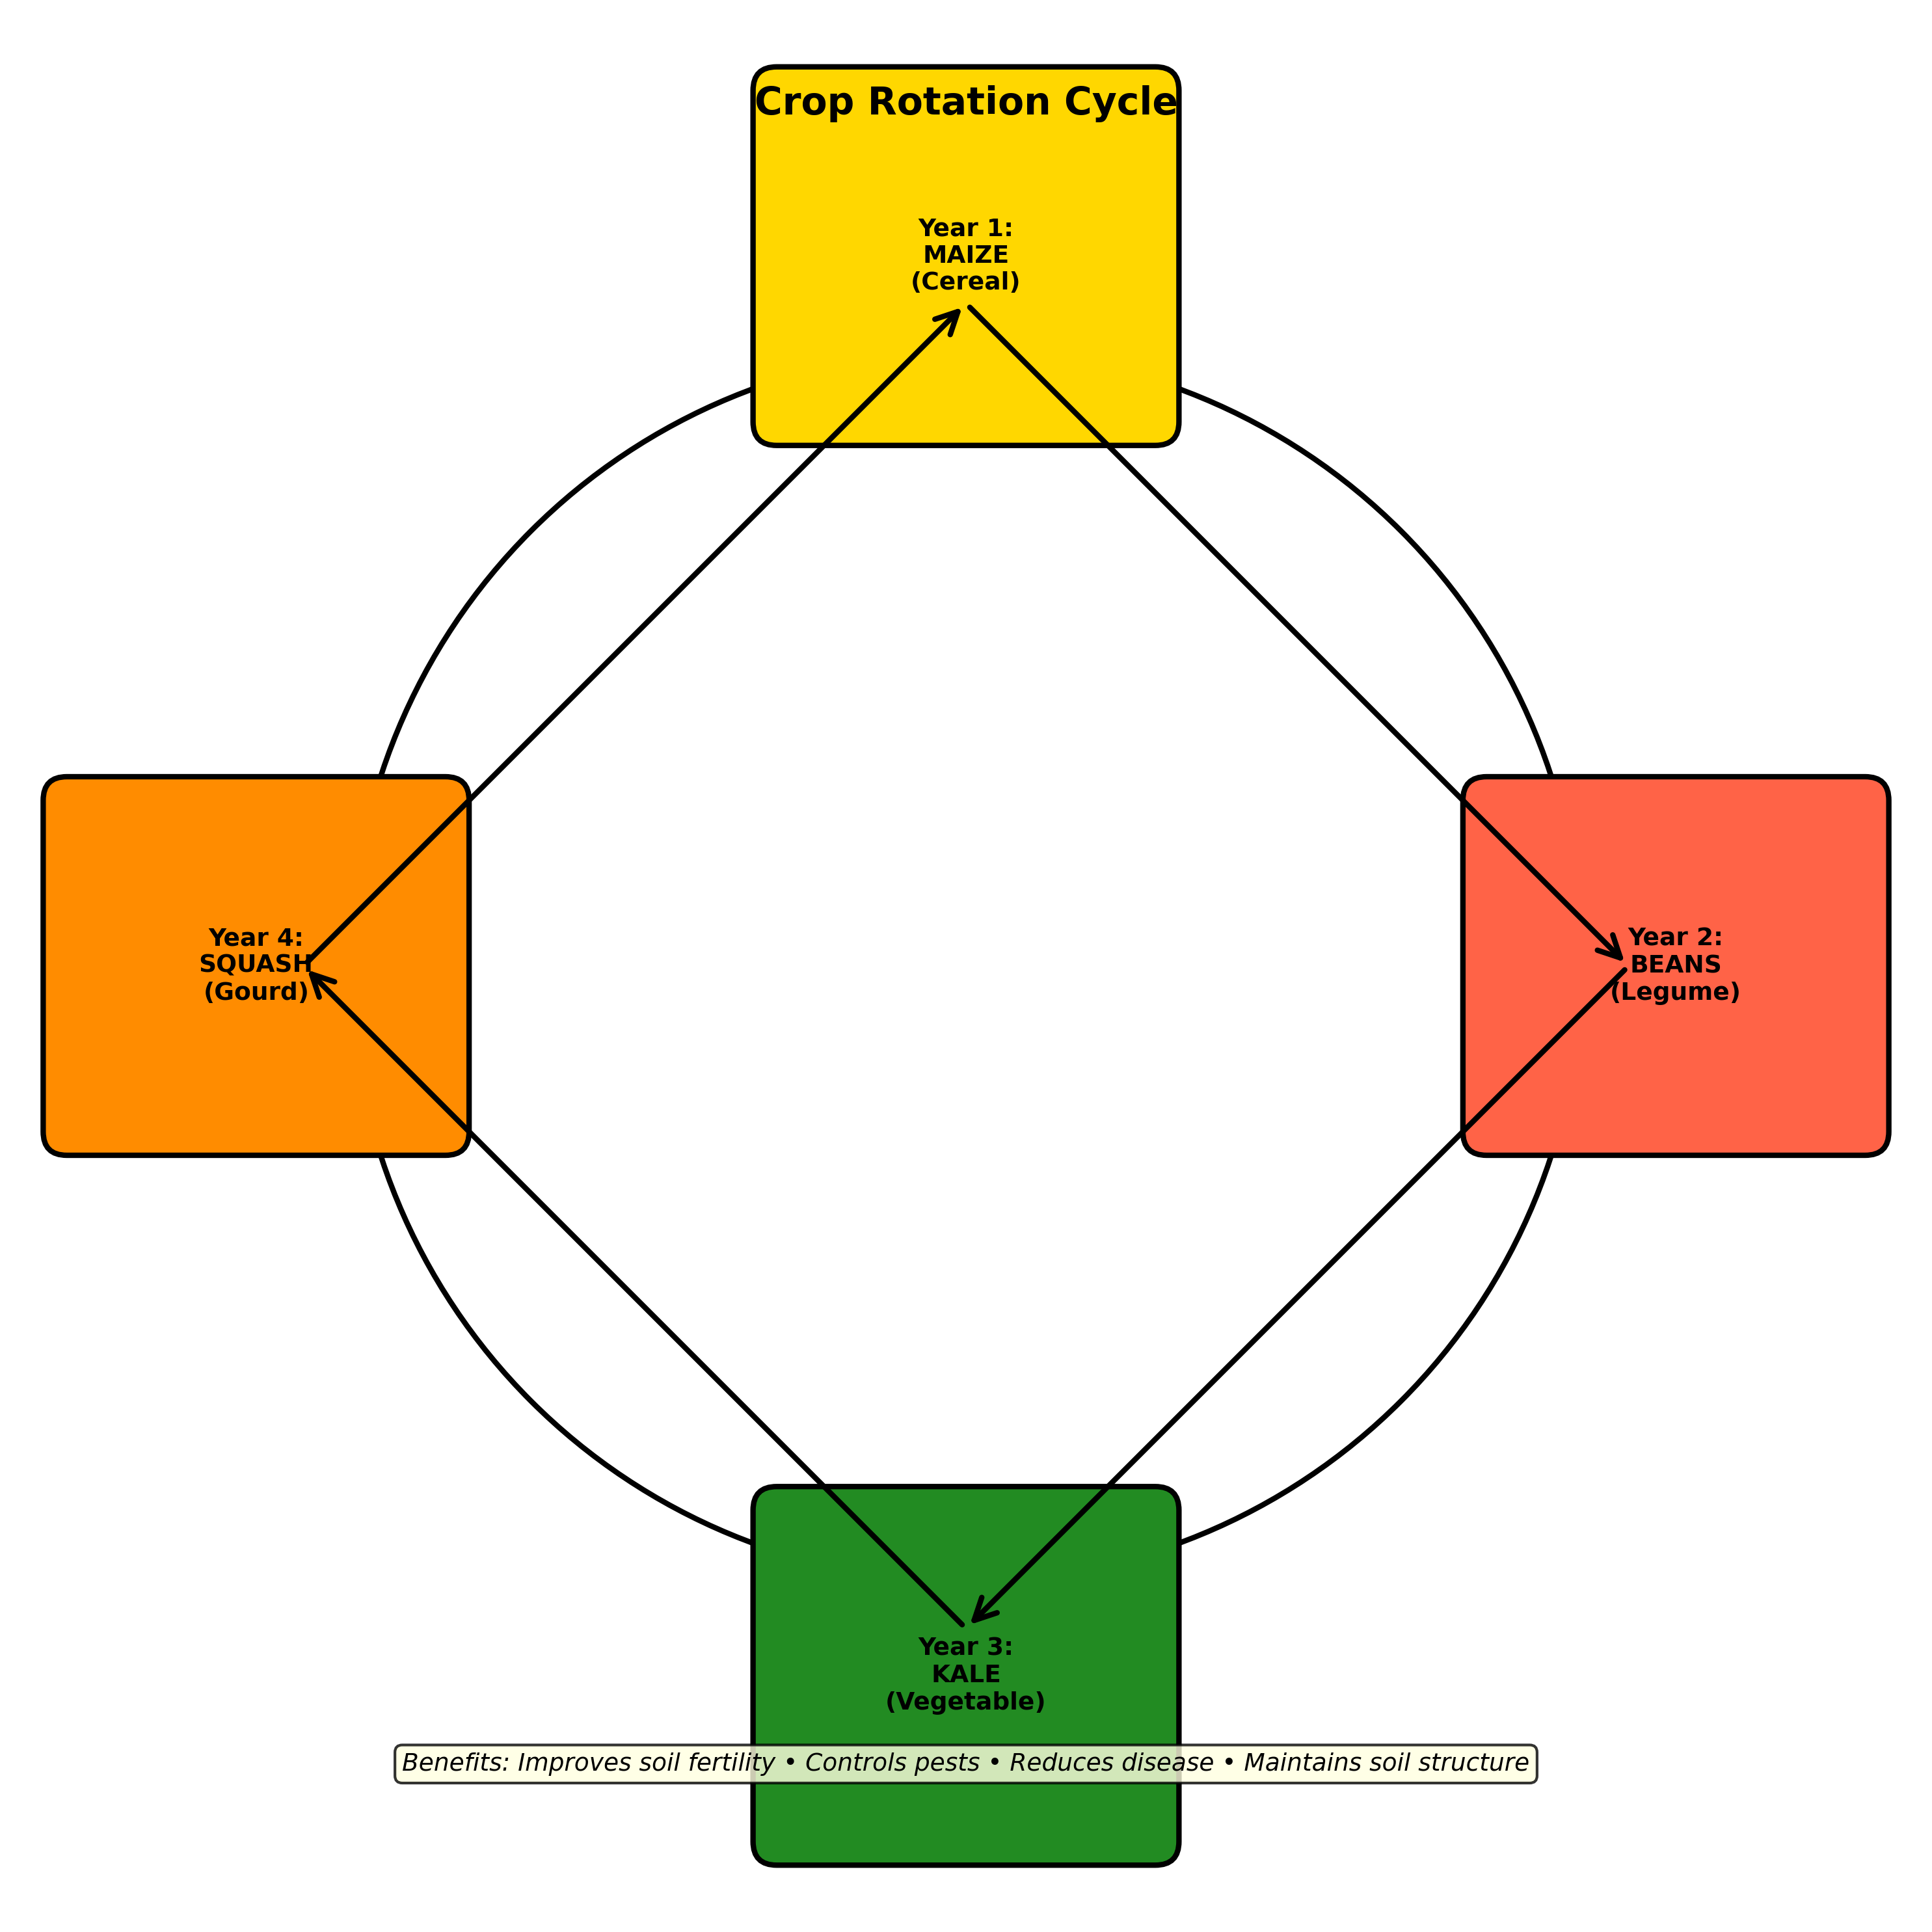 Crop Rotation Cycle
Year 1:
MAIZE
(Cereal)
Year 4:
SQUASH
(Gourd)
Year 2:
BEANS
(Legume)
Year 3:
KALE
(Vegetable)
Benefits: Improves soil fertility • Controls pests • Reduces disease • Maintains soil structure